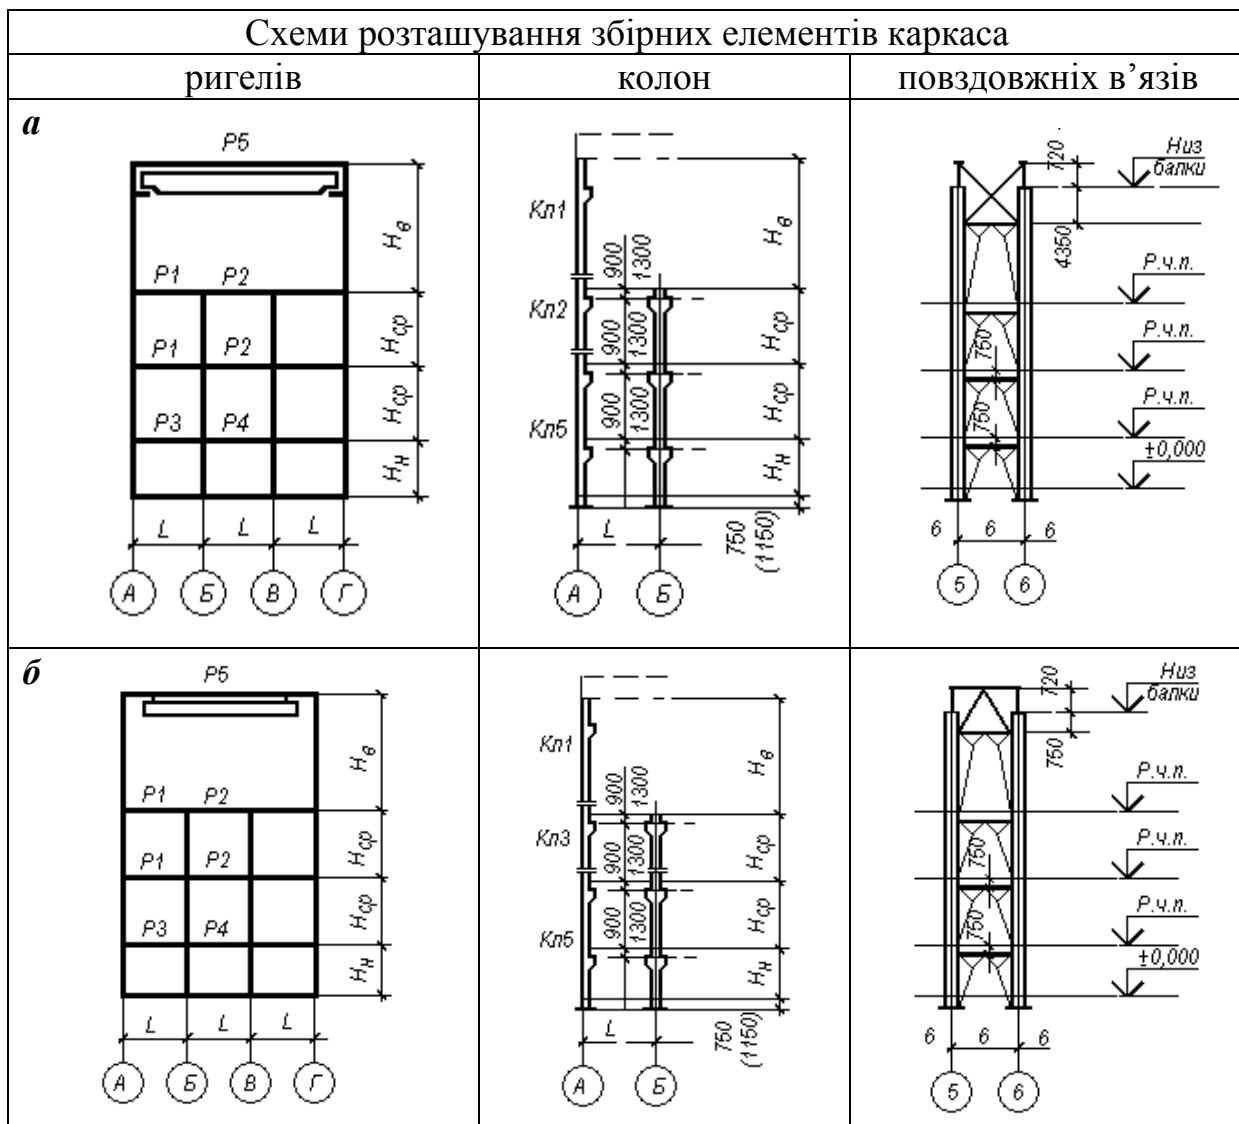 Схеми розташування збірних елементів каркаса
ригелів
колон
повздовжніх в’язів
а
Р5
Р1 Р2
Р1 Р2
Р3 Р4
Нв
Нср
Нср
Нн
L L L
А Б В Г
Кл1
Кл2
Кл5
900 1300
900 1300
900 1300
Нв
Нср
Нср
Нн
750 (1150)
L
А Б
720
4350
750
750
Низ
балки
Р.ч.п.
Р.ч.п.
Р.ч.п.
±0,000
6 6 6
5 6
б
Р5
Р1 Р2
Р1 Р2
Р3 Р4
Нв
Нср
Нср
Нн
L L L
А Б В Г
Кл1
Кл3
Кл5
900 1300
900 1300
900 1300
Нв
Нср
Нср
Нн
750 (1150)
L
А Б
720
750
750
750
Низ
балки
Р.ч.п.
Р.ч.п.
Р.ч.п.
±0,000
6 6 6
5 6